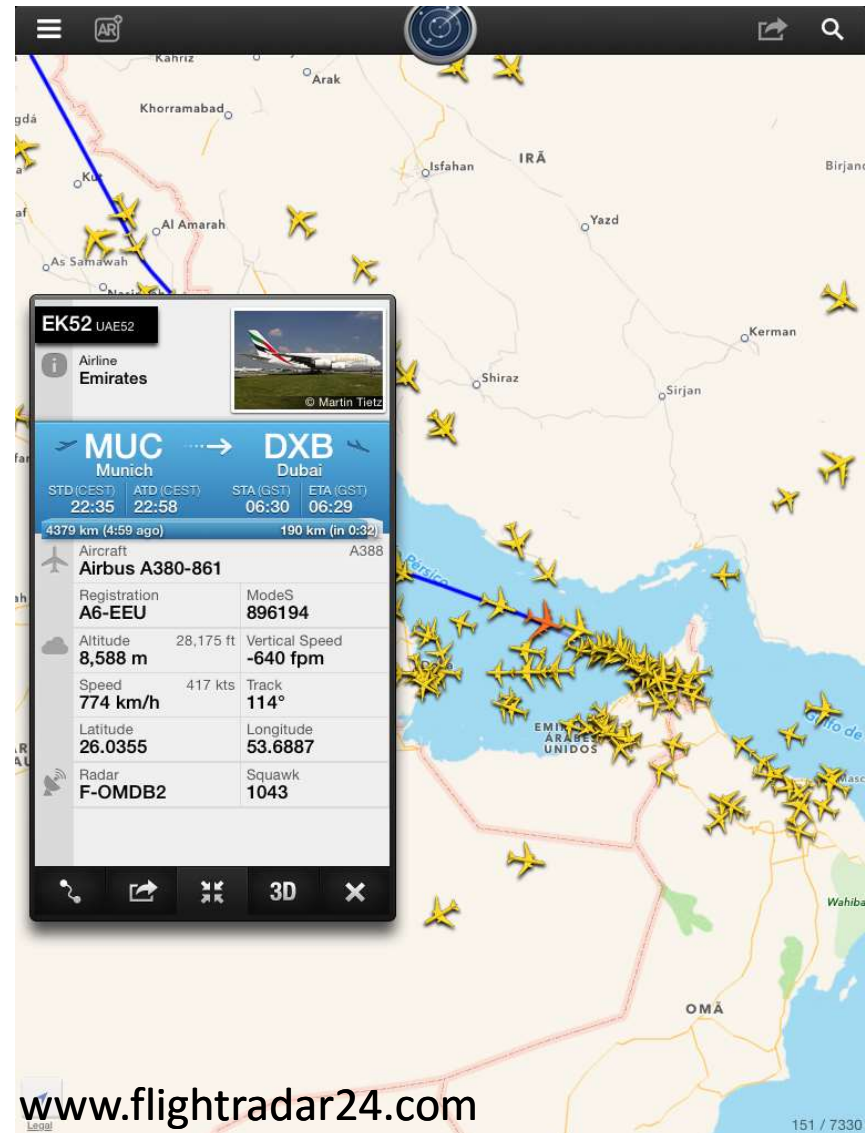 AR
Kahriz
Arak
Khorramabad
gdá
Isfahan
IRÃ
Birjand
Kut
Al Amarah
Yazd
As Samawah
Kerman
Shiraz
Sirjan
EK52 UAE52
Airline
Emirates
© Martin Tietz
MUC
DXB
Munich
Dubai
STD (CEST) ATD (CEST) STA (GST) ETA (GST)
22:35 22:58 06:30 06:29
4379 km (4:59 ago) 190 km (in 0:32)
Aircraft A388
Airbus A380-861
Registration ModeS
A6-EEU 896194
Altitude 28,175 ft Vertical Speed
8,588 m -640 fpm
Speed 417 kts Track
774 km/h 114°
Latitude Longitude
26.0355 53.6887
Radar Squawk
F-OMDB2 1043
3D
Pérsico
EMIRADOS
ÁRABES
UNIDOS
Golfo de
Masc
Wahiba
OMÃ
www.flightradar24.com
Legal
151 / 7330